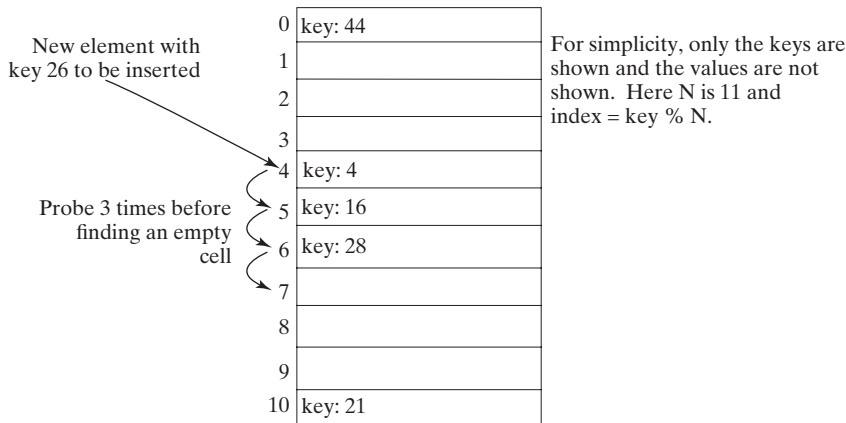 New element with
key 26 to be inserted
Probe 3 times before
finding an empty
cell
0 key: 44
1
2
3
4 key: 4
5 key: 16
6 key: 28
7
8
9
10 key: 21
For simplicity, only the keys are
shown and the values are not
shown. Here N is 11 and
index = key % N.